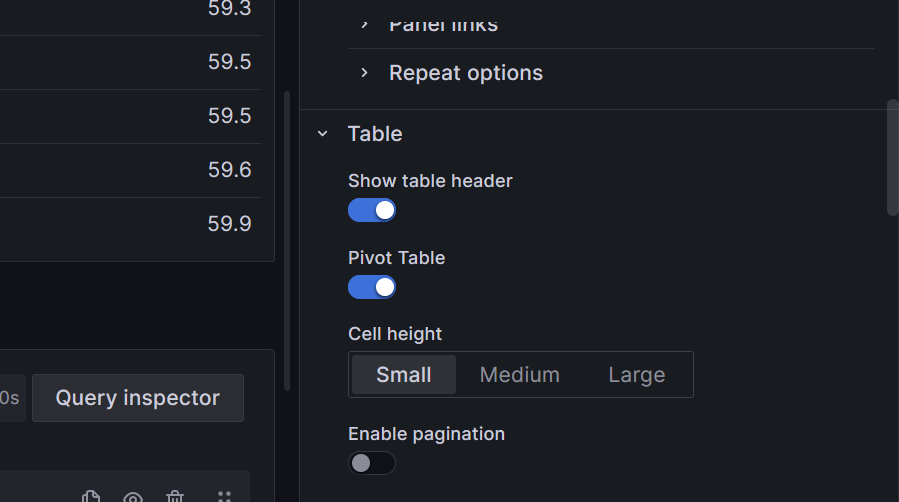 59.3
59.5
59.5
59.6
59.9
0s
Query inspector
Panel links
Repeat options
Table
Show table header
Pivot Table
Cell height
Small
Medium
Large
Enable pagination